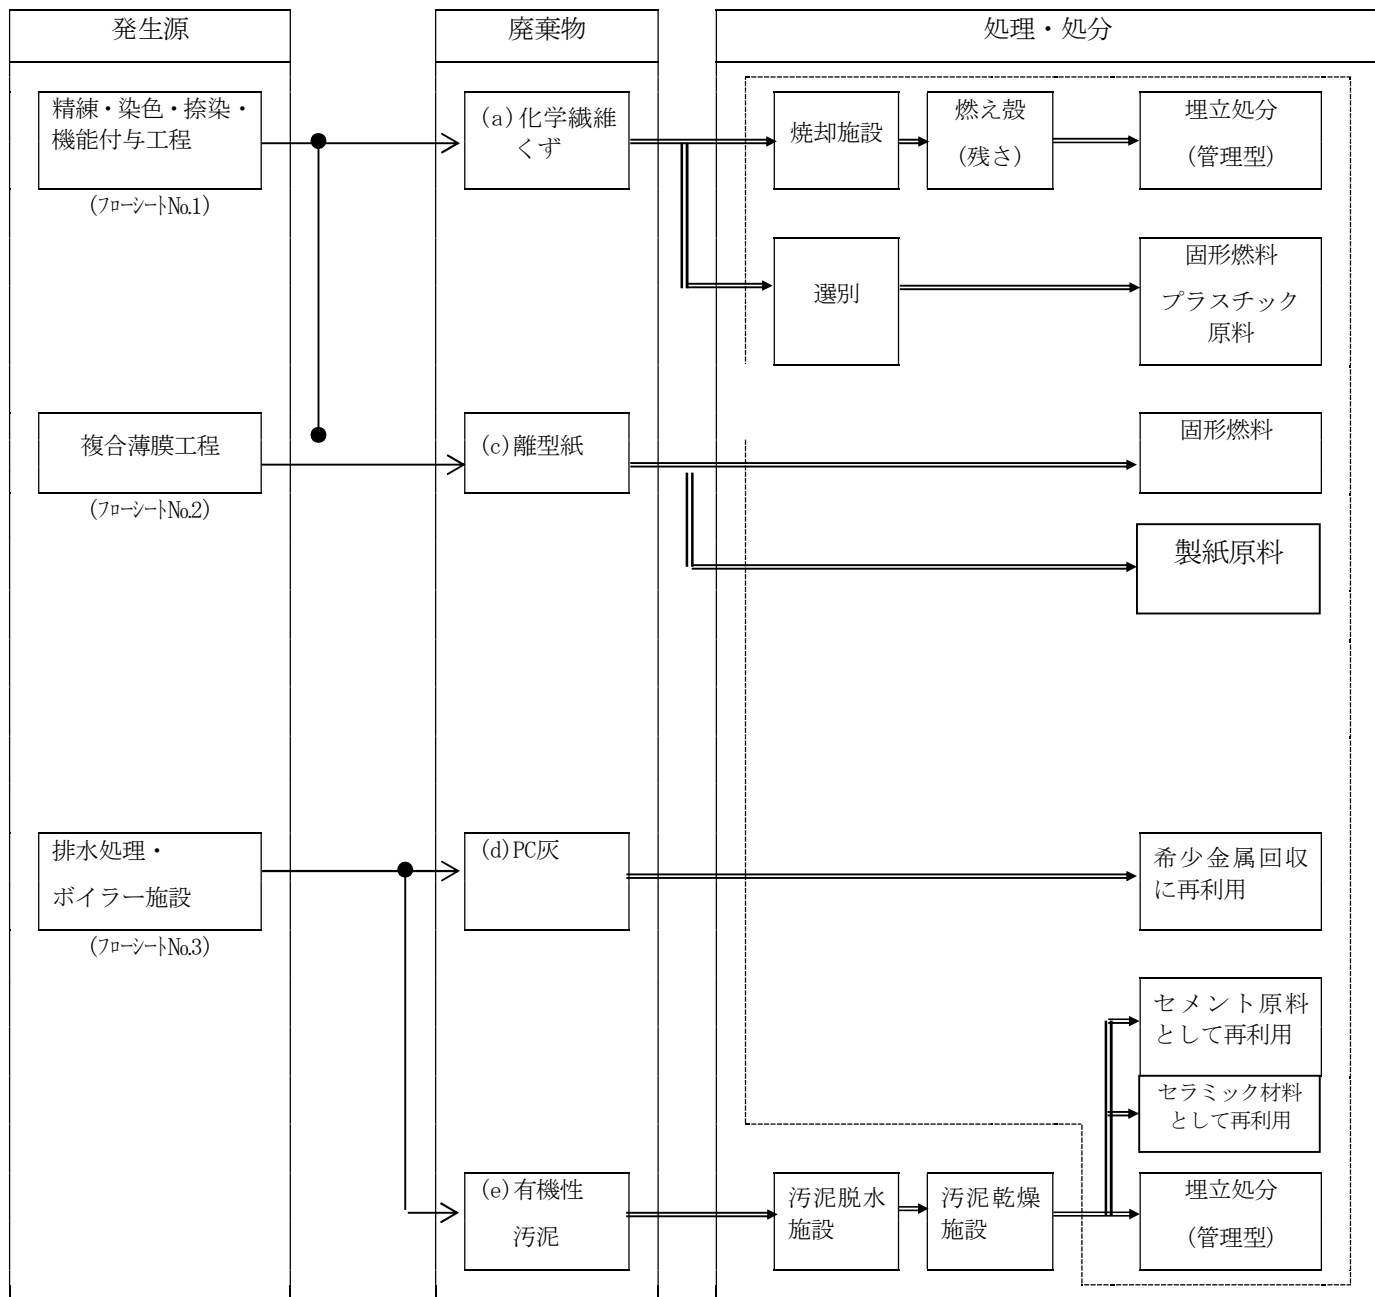 発生源
廃棄物
処理・処分
精練・染色・捺染・
機能付与工程
(ﾌﾛｰｼｰﾄNo.1)
(a)化学繊維
くず
焼却施設
燃え殻
(残さ)
埋立処分
(管理型)
選別
固形燃料
プラスチック
原料
複合薄膜工程
(ﾌﾛｰｼｰﾄNo.2)
(c)離型紙
固形燃料
製紙原料
排水処理・
ボイラー施設
(ﾌﾛｰｼｰﾄNo.3)
(d)PC灰
希少金属回収
に再利用
セメント原料
として再利用
セラミック材料
として再利用
(e)有機性
汚泥
汚泥脱水
施設
汚泥乾燥
施設
埋立処分
(管理型)